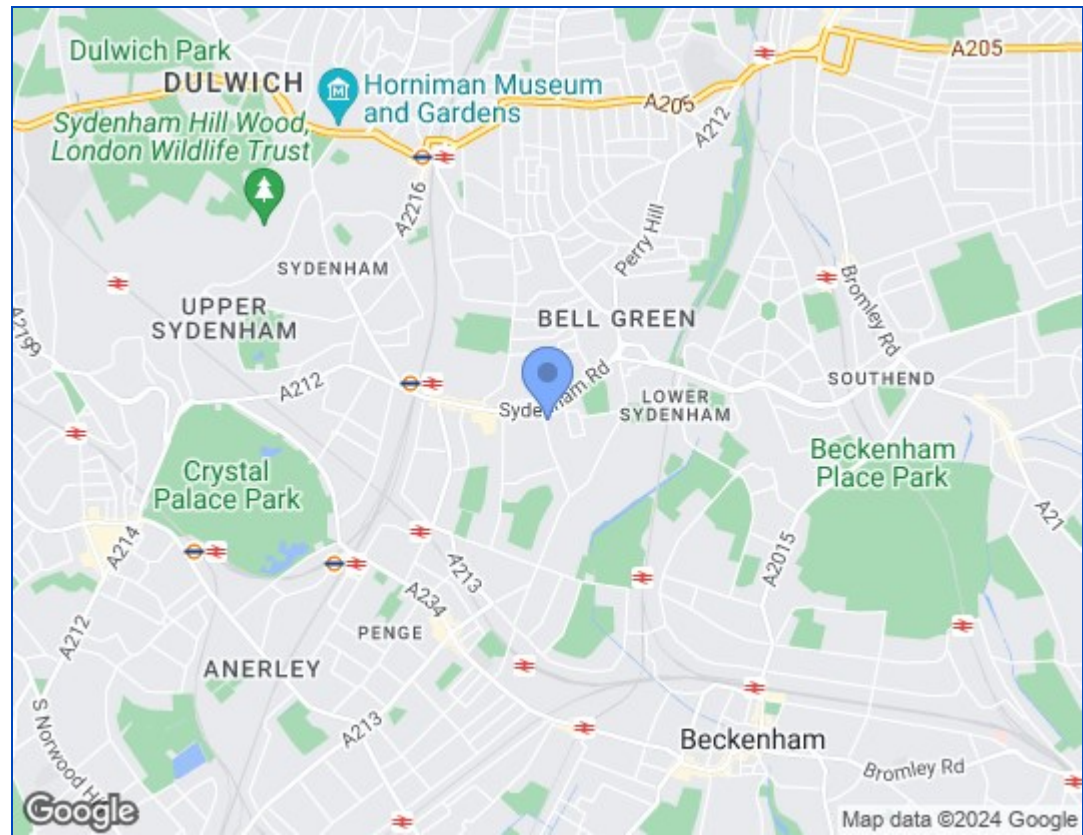 Dulwich Park
DULWICH
Horniman Museum
and Gardens
Sydenham Hill Wood,
London Wildlife Trust
A205
A205
A212
A2216
Perry Hill
SYDENHAM
UPPER
SYDENHAM
BELL GREEN
Bromley Rd
A2199
A212
Sydenham Rd
LOWER
SYDENHAM
SOUTHEND
Crystal
Palace Park
Beckenham
Place Park
A21
A214
A2015
A213
A234
A212
PENGE
ANERLEY
A213
S Norwood Hill
Beckenham
Bromley Rd
Google
Map data ©2024 Google